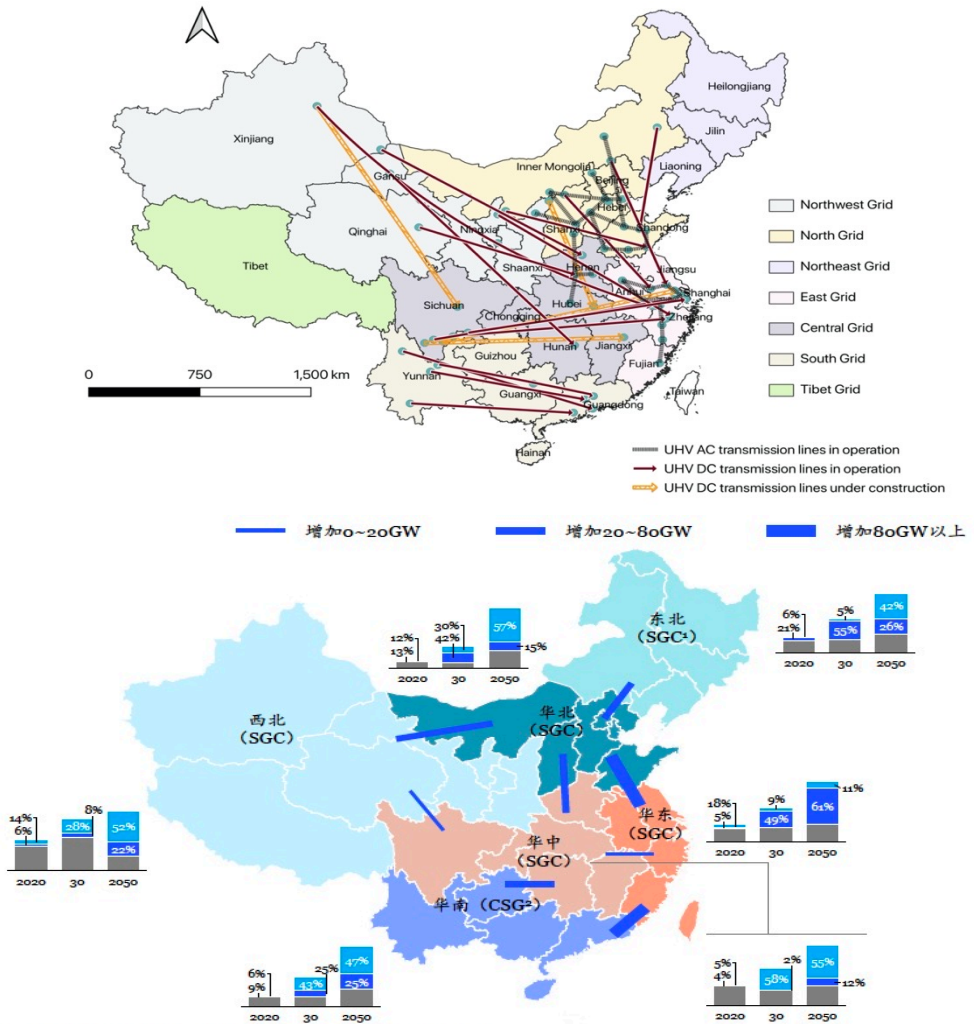 Heilongjiang
Jilin
Liaoning
Xinjiang
Inner Mongolia
Beijing
Gansu
Hebei
Qinghai
Ningxia
Shanxi
Shandong
Shaanxi
Henan
Jiangsu
Tibet
Anhui
Shanghai
Sichuan
Hubei
Chongqing
Zhejiang
Hunan
Jiangxi
Guizhou
Fujian
Yunnan
Guangxi
Guangdong
Taiwan
Hainan
Northwest Grid
North Grid
Northeast Grid
East Grid
Central Grid
South Grid
Tibet Grid
0 750 1,500 km
UHV AC transmission lines in operation
UHV DC transmission lines in operation
UHV DC transmission lines under construction
增加0~20GW 增加20~80GW 增加80GW以上
12%
13%
30%
42%
57%
15%
2020 30 2050
东北
(SGC¹)
6%
21%
5%
55%
42%
26%
2020 30 2050
西北
(SGC)
华北
(SGC)
14%
6%
28%
8%
52%
22%
2020 30 2050
华东
(SGC)
18%
5%
9%
49%
11%
61%
2020 30 2050
华中
(SGC)
华南 (CSG²)
6%
9%
43%
25%
47%
25%
2020 30 2050
5%
4%
58%
2%
55%
12%
2020 30 2050